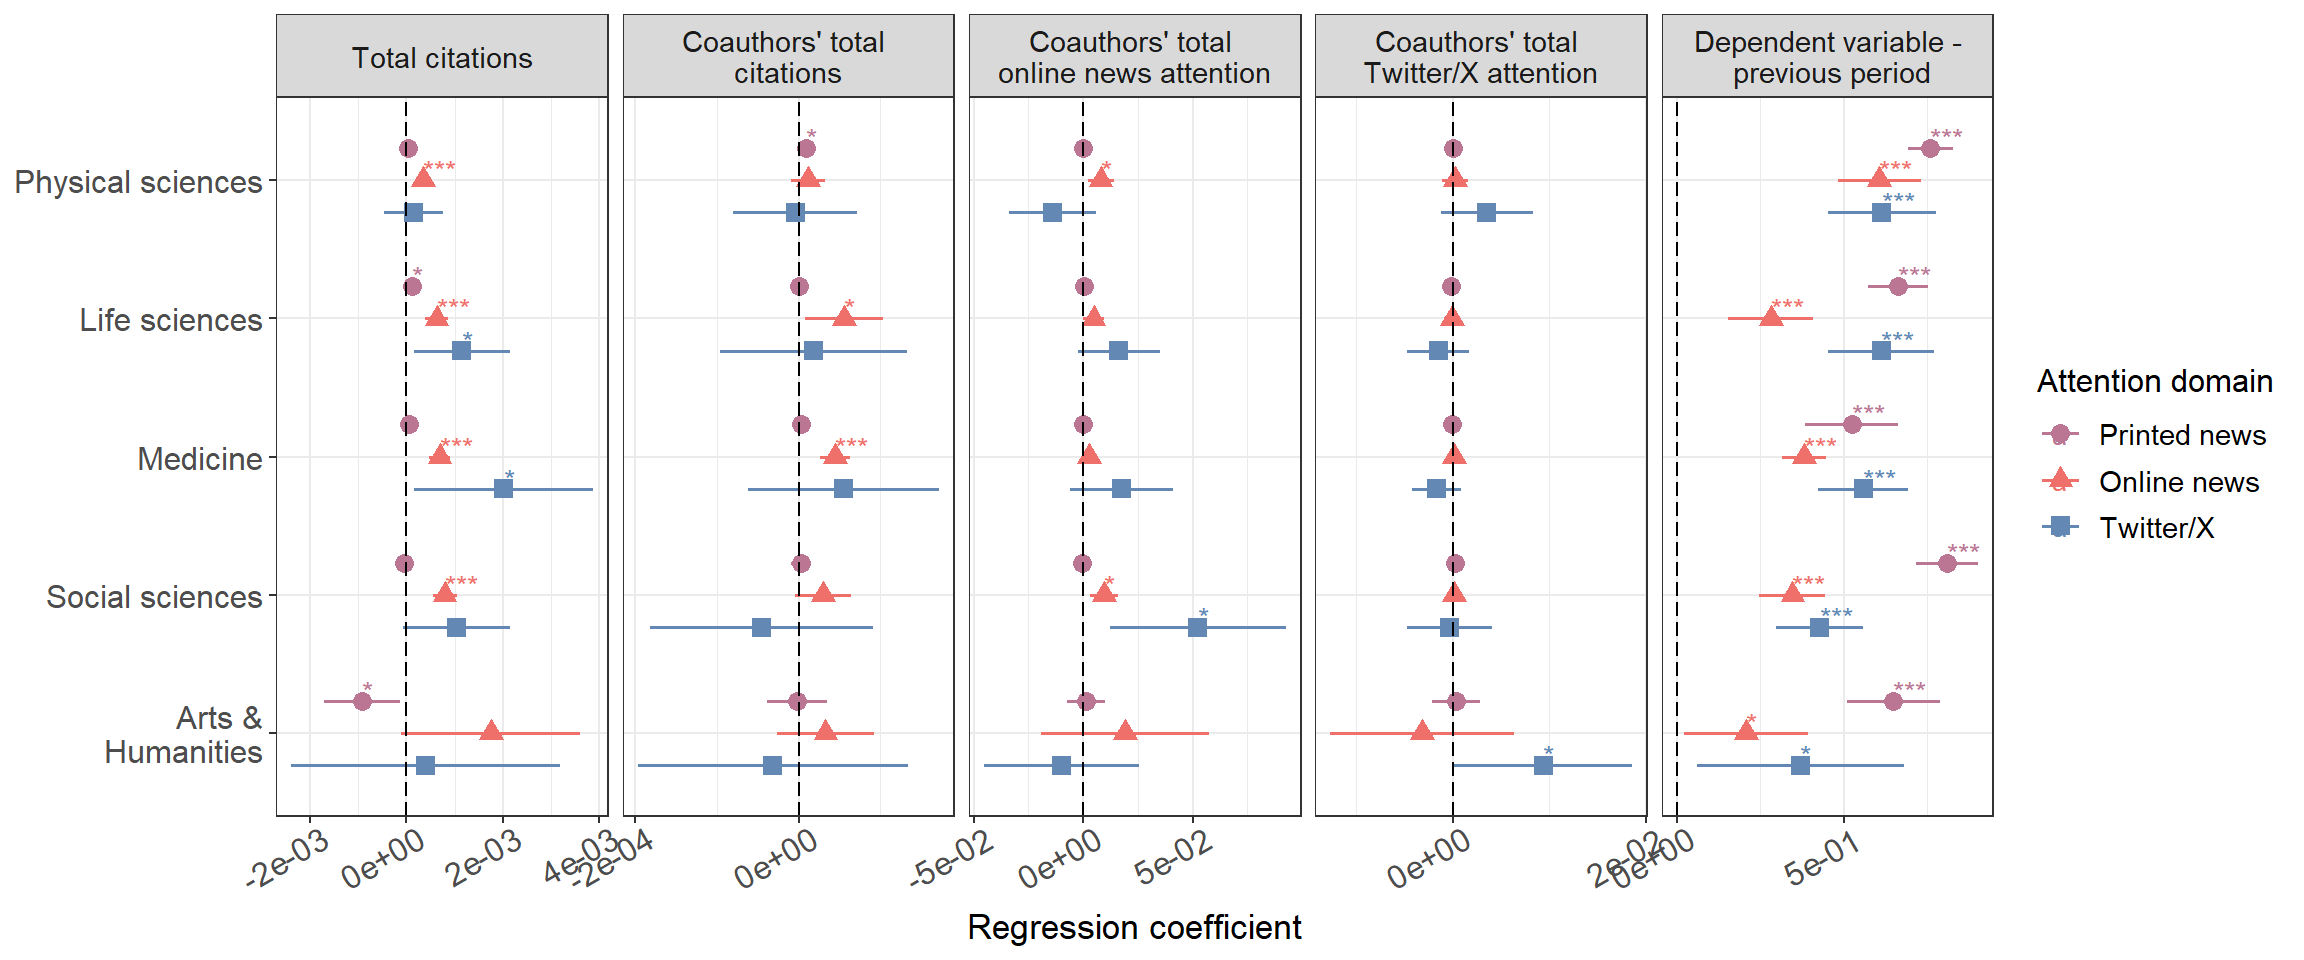 Total citations
Coauthors' total
citations
Coauthors' total
online news attention
Coauthors' total
Twitter/X attention
Dependent variable -
previous period
* ***
*** * ***
***
Physical sciences
* ***
*** * ***
* ***
Life sciences
***
*** *** ***
* ***
Medicine
***
*** * ***
* ***
Social sciences
* ***
*
* *
Arts &
Humanities
-2e-03 0e+00 2e-03 4e-03
-2e-04 0e+00
-5e-02 0e+00 5e-02
0e+00 2e-02
0e+00 5e-01
Regression coefficient
Attention domain
Printed news
Online news
Twitter/X